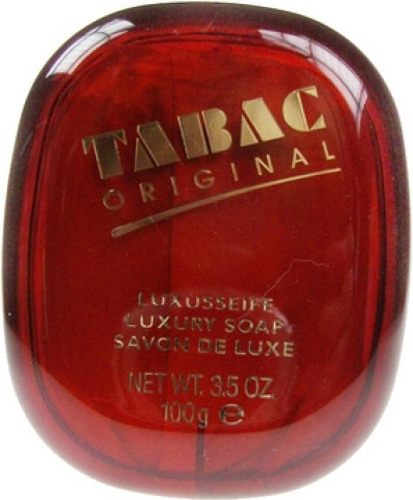 TABAC
ORIGINAL
LUXUSSEIFE
LUXURY SOAP
SAVON DE LUXE
NET WT. 3.5 OZ.
100g ℮